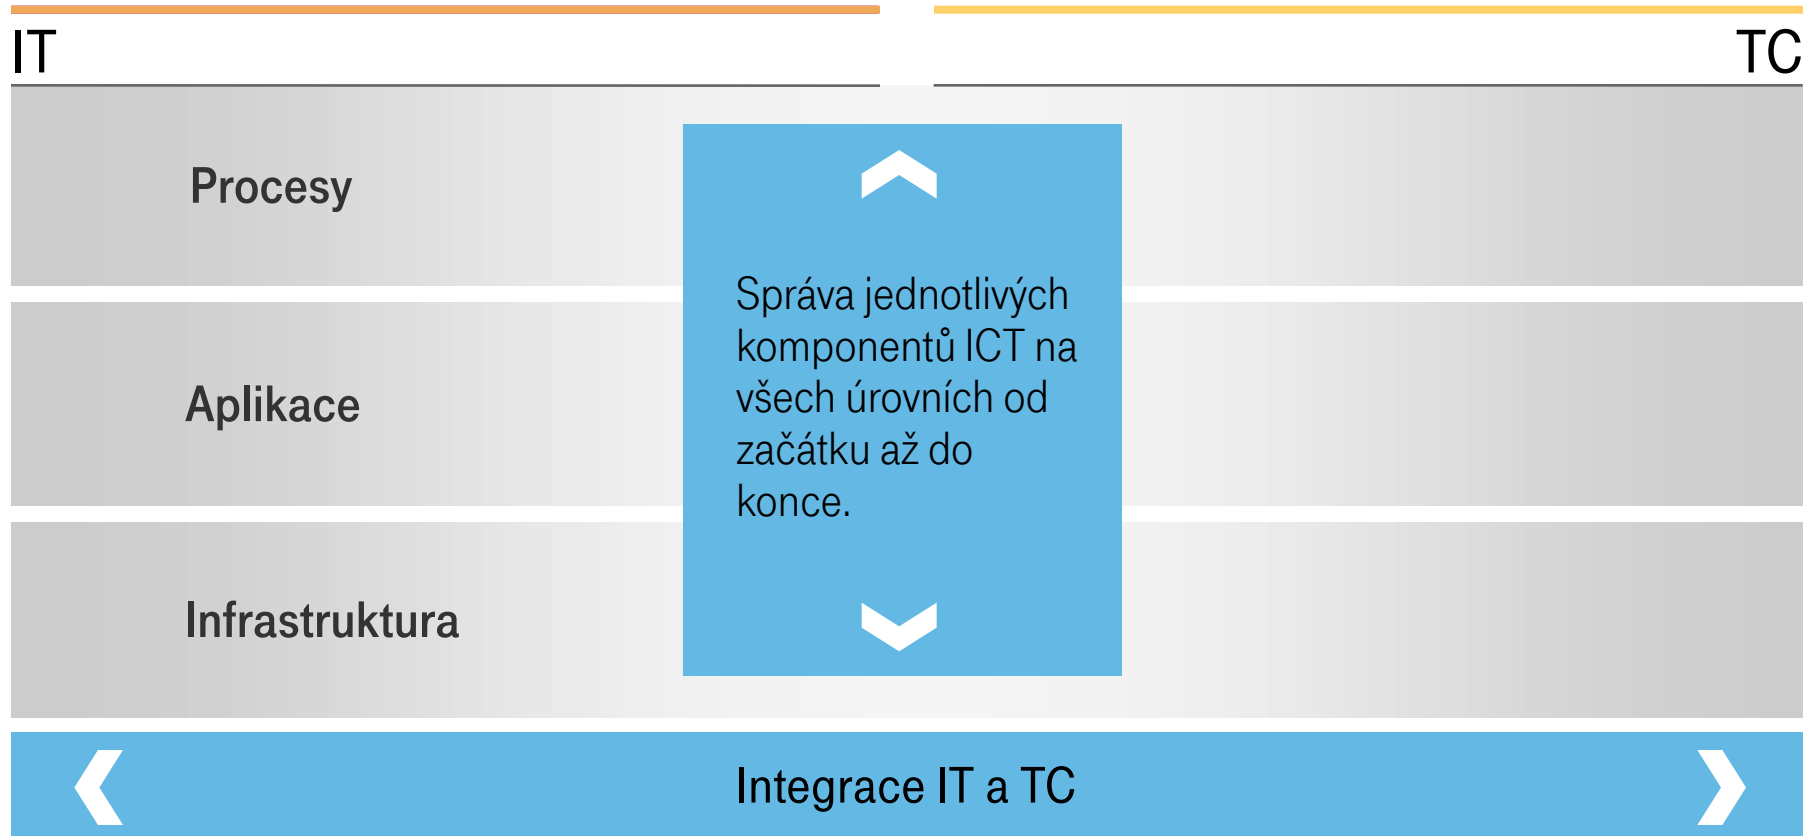 IT
TC
Procesy
Správa jednotlivých
komponentů ICT na
všech úrovních od
začátku až do
konce.
Aplikace
Infrastruktura
Integrace IT a TC